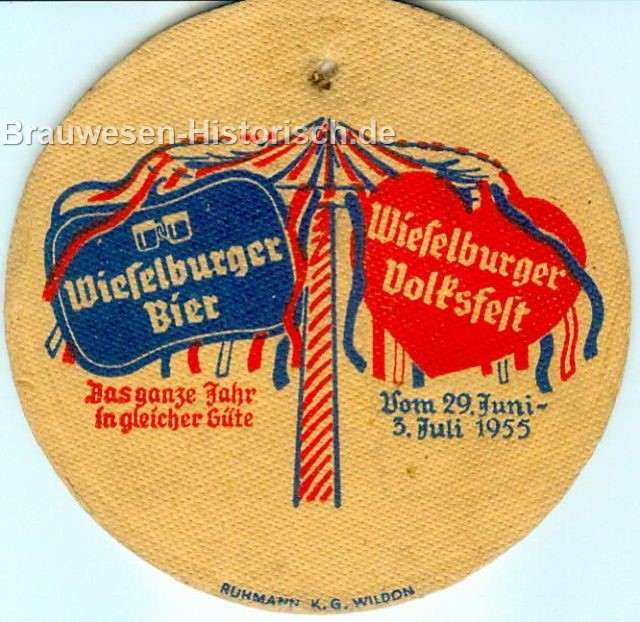 Brauwesen-Historisch.de
Wieselburger
Bier
Wieselburger
Volksfest
Das ganze Jahr
in gleicher Güte
Vom 29. Juni-
3. Juli 1955
RUHMANN K.G. WILDON